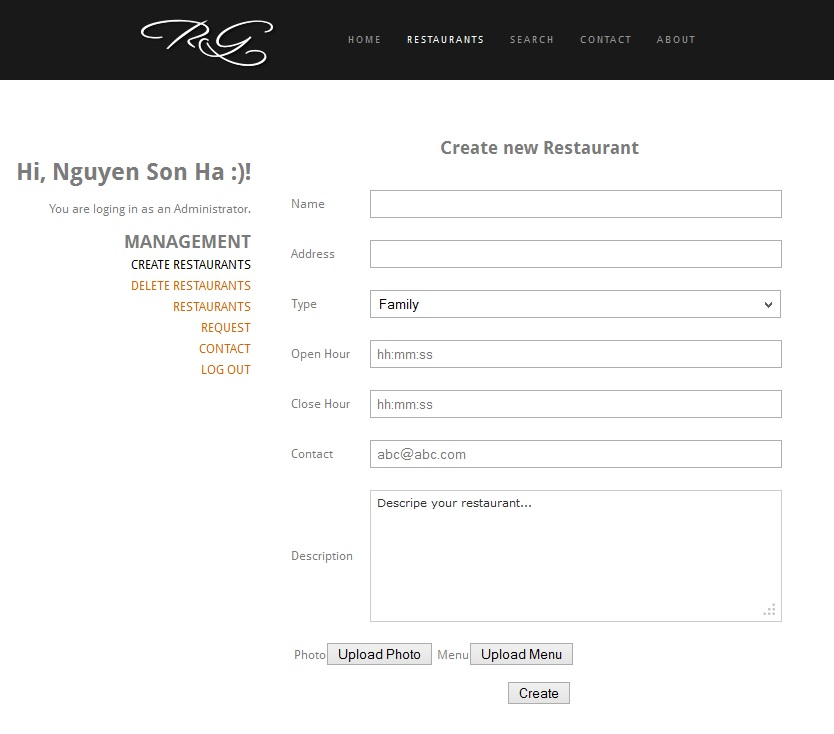 RG
HOME RESTAURANTS SEARCH CONTACT ABOUT
Hi, Nguyen Son Ha :)!
You are loging in as an Administrator.
MANAGEMENT
CREATE RESTAURANTS
DELETE RESTAURANTS
RESTAURANTS
REQUEST
CONTACT
LOG OUT
Create new Restaurant
Name
Address
Type Family
Open Hour hh:mm:ss
Close Hour hh:mm:ss
Contact abc@abc.com
Description Descripe your restaurant...
Photo Upload Photo Menu Upload Menu
Create